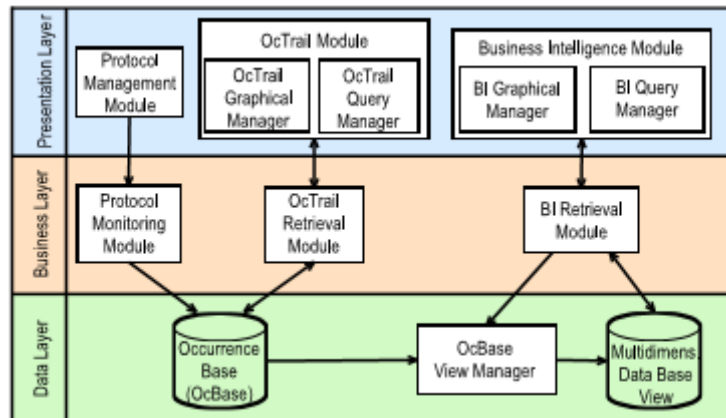 Presentation Layer
Protocol
Management
Module
OcTrail Module
OcTrail
Graphical
Manager
OcTrail
Query
Manager
Business Intelligence Module
BI Graphical
Manager
BI Query
Manager
Business Layer
Protocol
Monitoring
Module
OcTrail
Retrieval
Module
BI Retrieval
Module
Data Layer
Occurrence
Base
(OcBase)
OcBase
View Manager
Multidimens.
Data Base
View